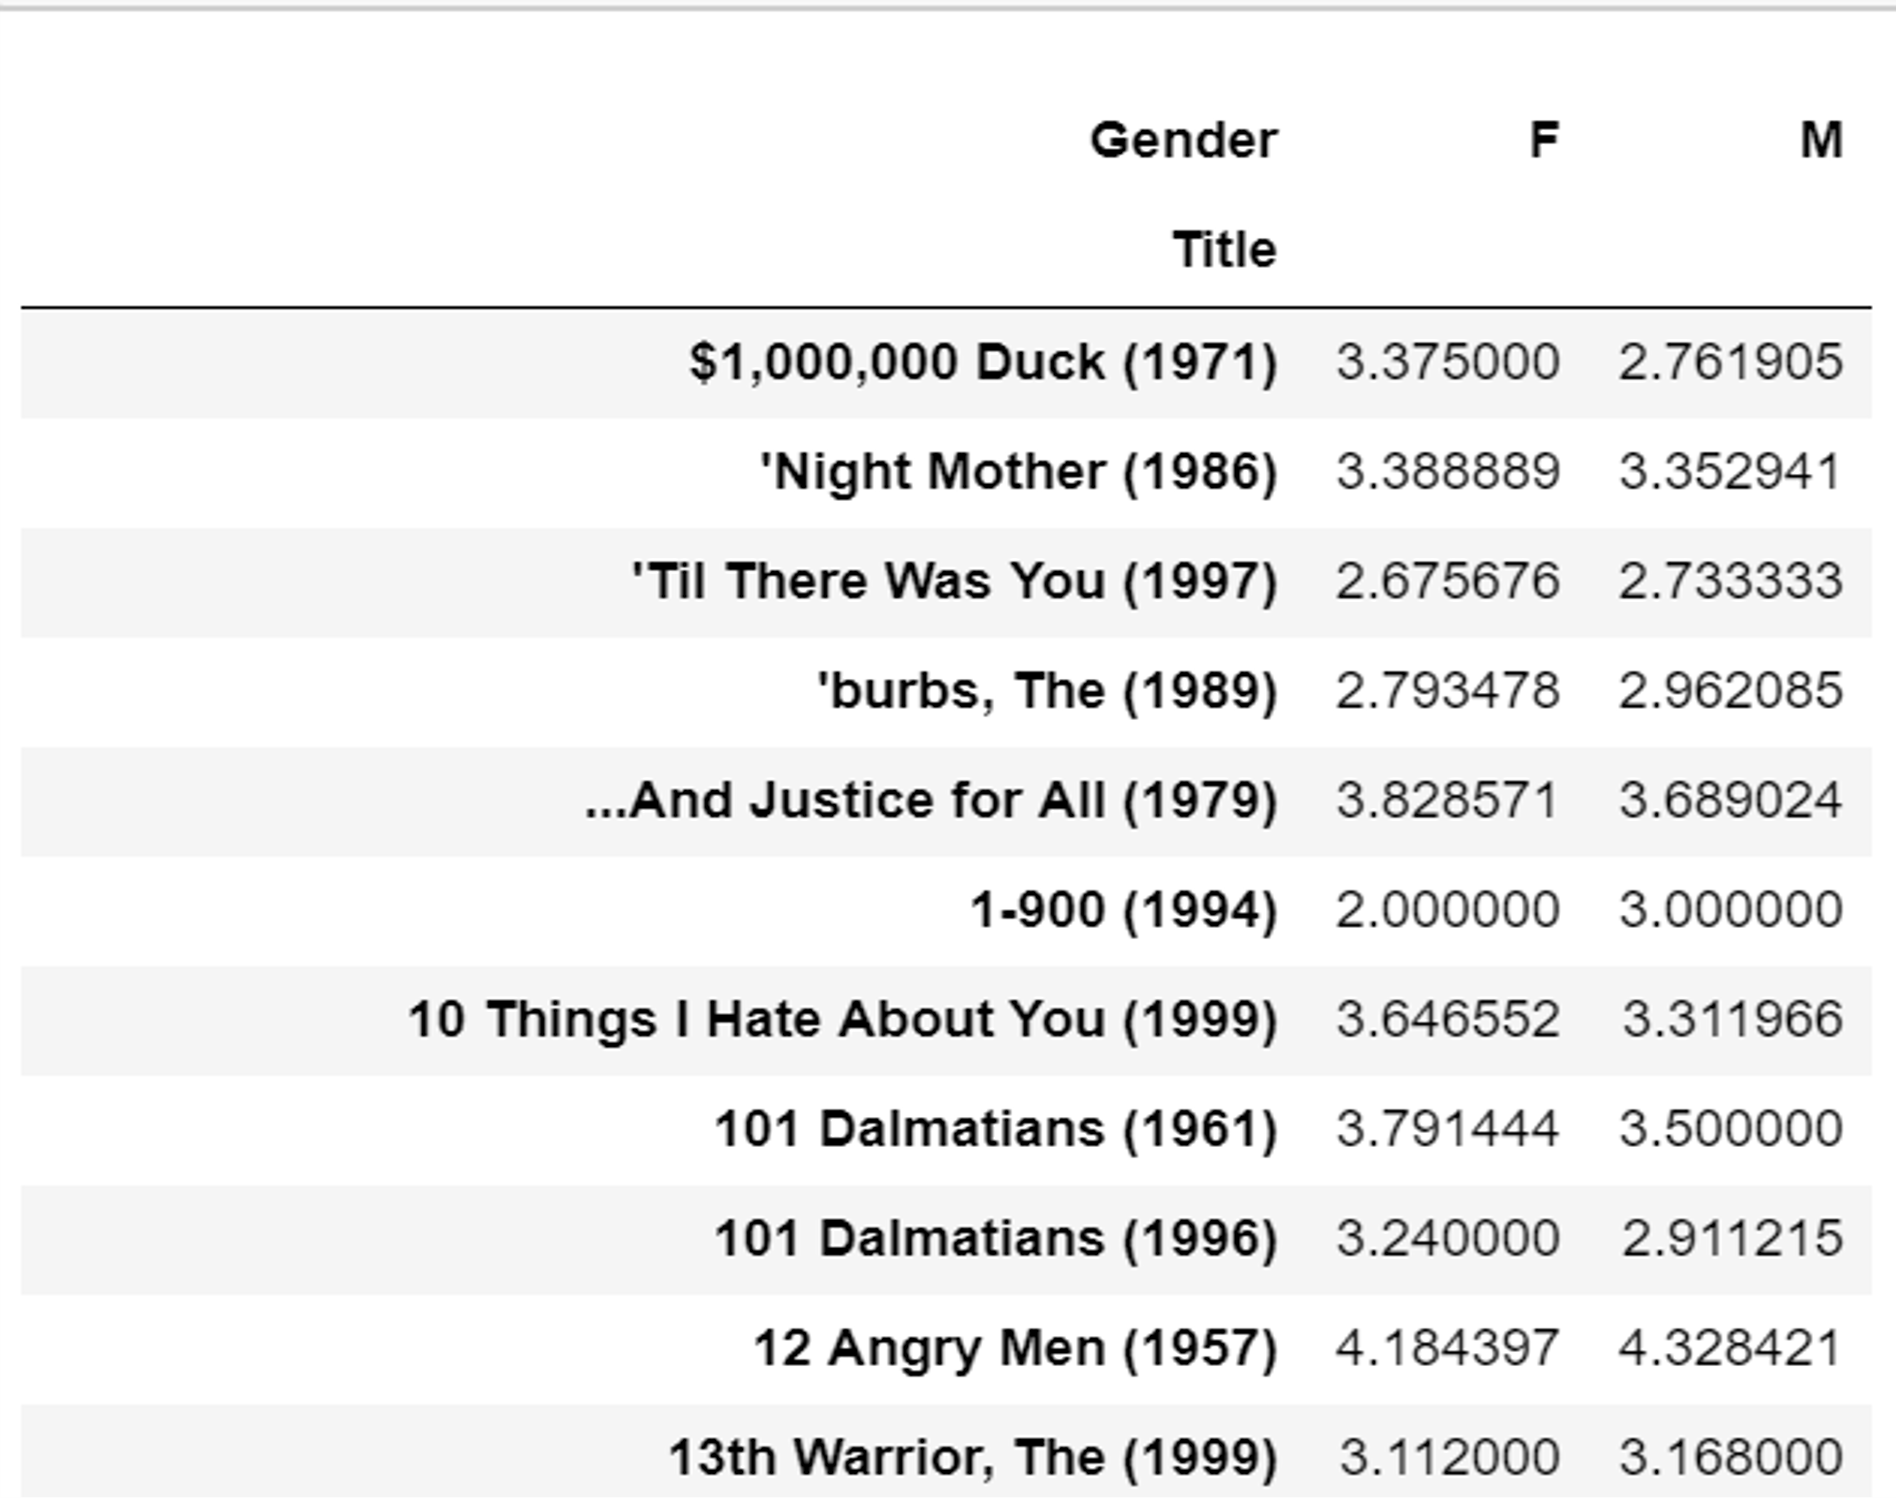 Gender F M
Title
$1,000,000 Duck (1971) 3.375000 2.761905
'Night Mother (1986) 3.388889 3.352941
'Til There Was You (1997) 2.675676 2.733333
'burbs, The (1989) 2.793478 2.962085
...And Justice for All (1979) 3.828571 3.689024
1-900 (1994) 2.000000 3.000000
10 Things I Hate About You (1999) 3.646552 3.311966
101 Dalmatians (1961) 3.791444 3.500000
101 Dalmatians (1996) 3.240000 2.911215
12 Angry Men (1957) 4.184397 4.328421
13th Warrior, The (1999) 3.112000 3.168000